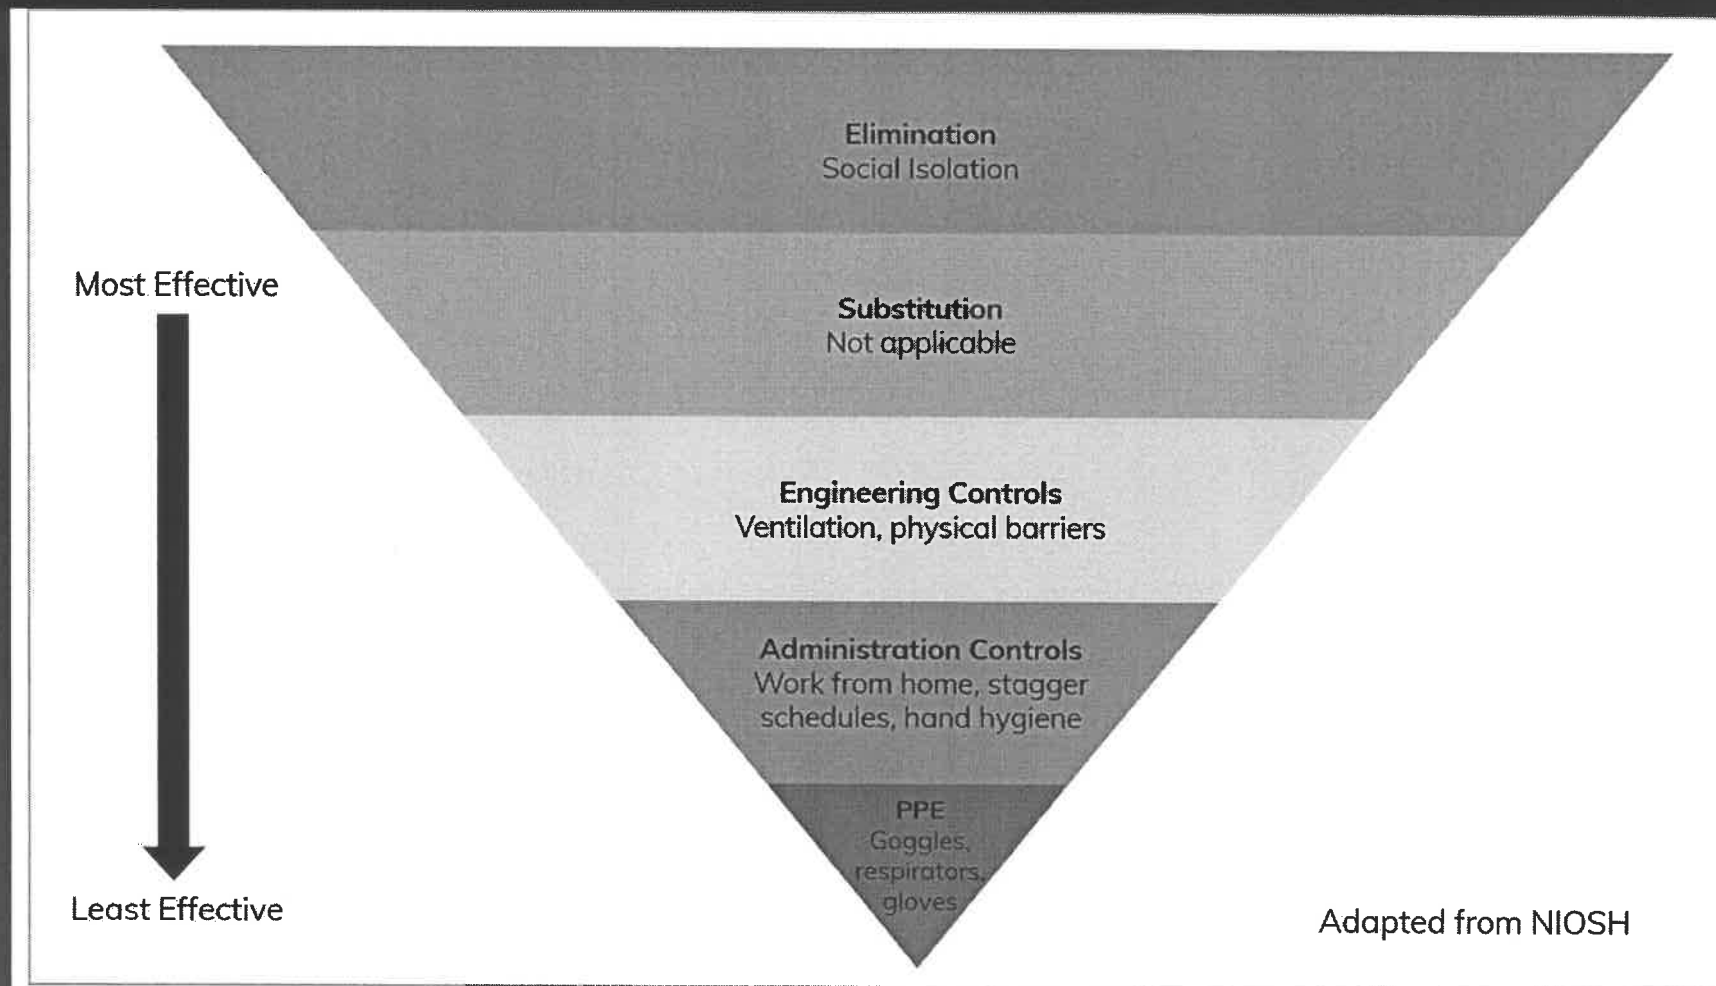 Elimination
Social Isolation
Most Effective
Substitution
Not applicable
Engineering Controls
Ventilation, physical barriers
Administration Controls
Work from home, stagger
schedules, hand hygiene
PPE
Goggles,
respirators,
gloves
Least Effective
Adapted from NIOSH